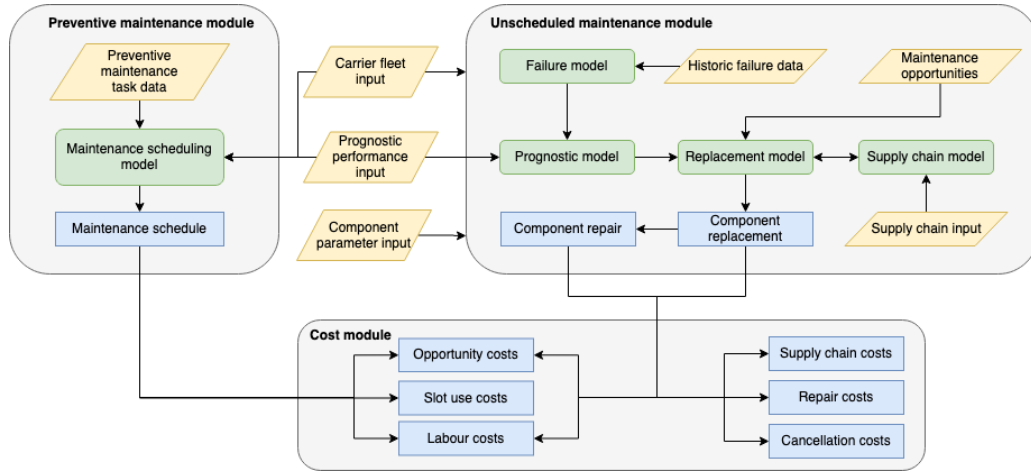 Preventive maintenance module
Preventive
maintenance
task data
Maintenance scheduling
model
Maintenance schedule
Carrier fleet
input
Prognostic
performance
input
Component
parameter input
Unscheduled maintenance module
Failure model
Historic failure data
Maintenance
opportunities
Prognostic model
Replacement model
Supply chain model
Component repair
Component
replacement
Supply chain input
Cost module
Opportunity costs
Slot use costs
Labour costs
Supply chain costs
Repair costs
Cancellation costs